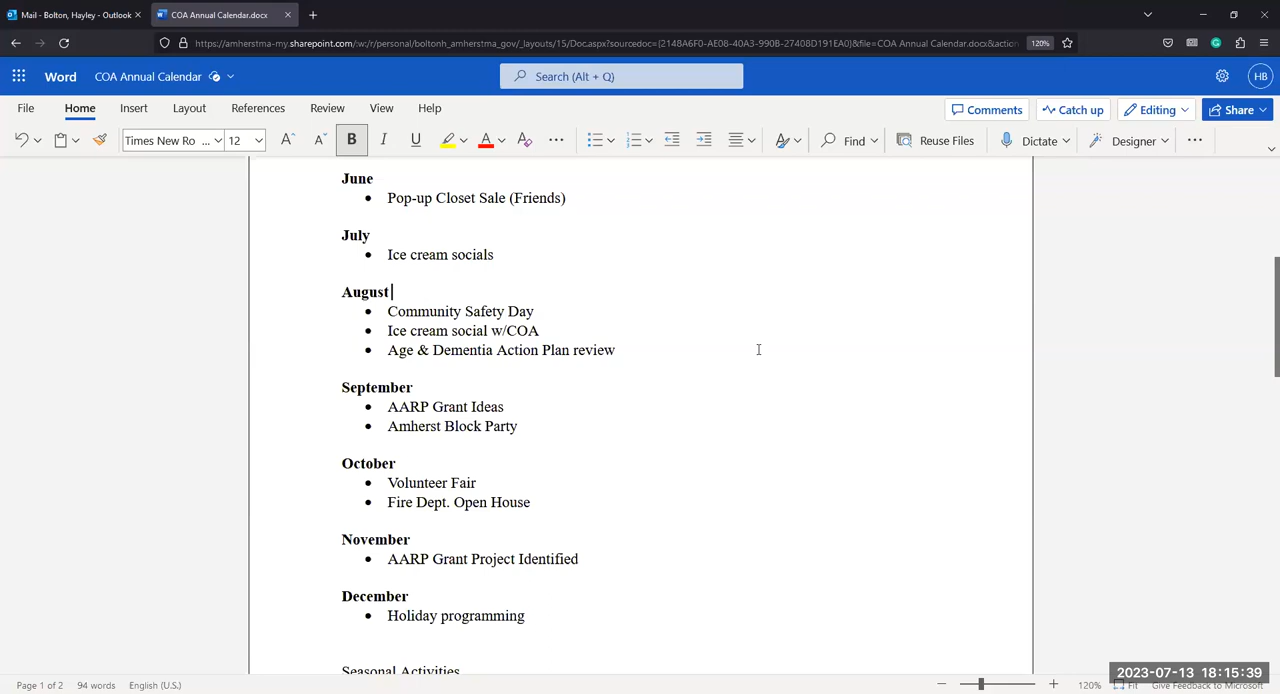 Mail - Bolton, Hayley - Outlook
COA Annual Calendar.docx
https://amherstma-my.sharepoint.com/:w:/r/personal/boltonh_amherstma_gov/_layouts/15/Doc.aspx?sourcedoc={2148A6F0-AE08-40A3-990B-27408D191EA0}&file=COA Annual Calendar.docx&action
120%
Word
COA Annual Calendar
Search (Alt + Q)
HB
File
Home
Insert
Layout
References
Review
View
Help
Comments
Catch up
Editing
Share
Times New Ro ...
12
B
I
U
Find
Reuse Files
Dictate
Designer
June
• Pop-up Closet Sale (Friends)
July
• Ice cream socials
August
• Community Safety Day
• Ice cream social w/COA
• Age & Dementia Action Plan review
September
• AARP Grant Ideas
• Amherst Block Party
October
• Volunteer Fair
• Fire Dept. Open House
November
• AARP Grant Project Identified
December
• Holiday programming
Seasonal Activities
2023-07-13 18:15:39
Page 1 of 2
94 words
English (U.S.)
120%
Fit
Give Feedback to Microsoft